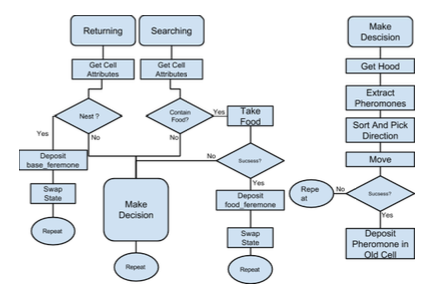 Returning
Searching
Make
Descision
Get Cell
Attributes
Get Cell
Attributes
Get Hood
Nest ?
Contain
Food?
Yes
Take
Food
Extract
Pheromones
Yes
No
No
Sort And Pick
Direction
Deposit
base_feremone
No
Sucsess?
Move
Swap
State
Make
Decision
Yes
Deposit
food_feremone
Repe
at
No
Sucsess?
Yes
Repeat
Swap
State
Deposit
Pheromone in
Old Cell
Repeat
Repeat